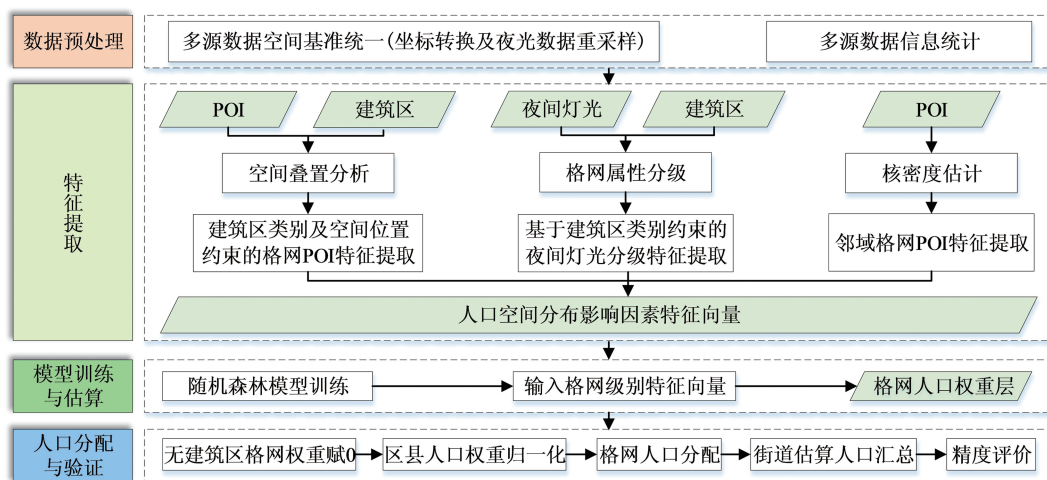 数据预处理
多源数据空间基准统一(坐标转换及夜光数据重采样)
多源数据信息统计
特征提取
POI
建筑区
夜间灯光
建筑区
POI
空间叠置分析
格网属性分级
核密度估计
建筑区类别及空间位置
约束的格网POI特征提取
基于建筑区类别约束的
夜间灯光分级特征提取
邻域格网POI特征提取
人口空间分布影响因素特征向量
模型训练
与估算
随机森林模型训练
输入格网级别特征向量
格网人口权重层
人口分配
与验证
无建筑区格网权重赋0
区县人口权重归一化
格网人口分配
街道估算人口汇总
精度评价